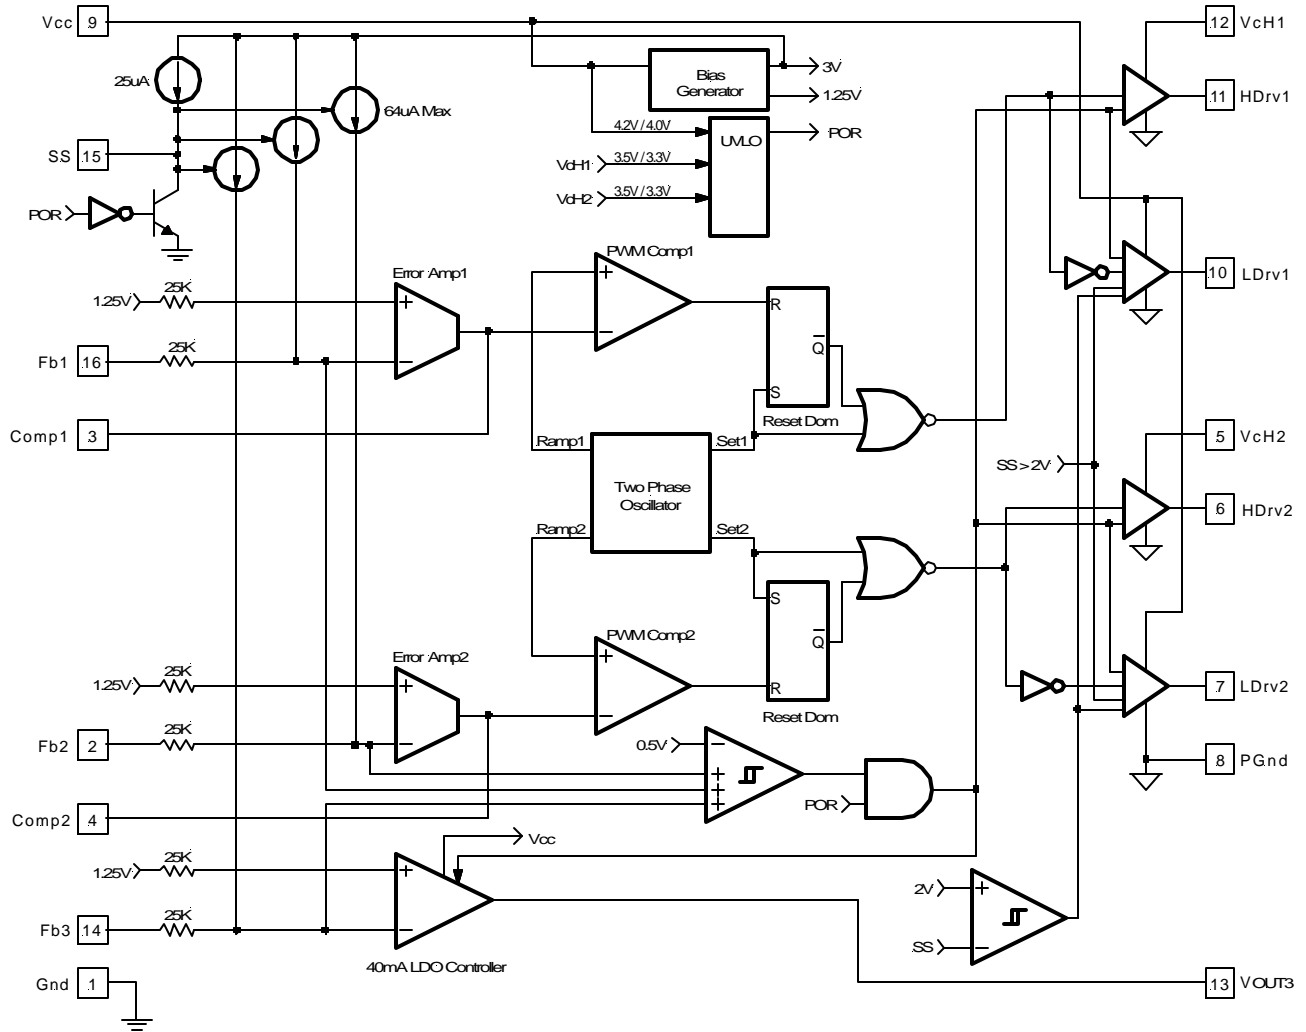 Vcc 9
12 VcH1
25uA
64uA Max
Bias
Generator
3V
1.25V
11 HDrv1
4.2V / 4.0V
UVLO
POR
SS 15
VcH1 3.5V / 3.3V
VcH2 3.5V / 3.3V
POR
PWM Comp1
Error Amp1
10 LDrv1
1.25V 25K
+
+
R
Q
Fb1 16 25K
−
−
S
Reset Dom
Comp1 3
Ramp1
Set1
5 VcH2
Two Phase
Oscillator
SS > 2V
6 HDrv2
Ramp2
Set2
S
Q
R
Reset Dom
PWM Comp2
Error Amp2
1.25V 25K
+
+
7 LDrv2
Fb2 2 25K
−
−
0.5V
−
+
+
+
8 PGnd
POR
Comp2 4
Vcc
1.25V 25K
+
2V
+
Fb3 14 25K
−
SS
−
40mA LDO Controller
Gnd 1
13 VOUT3